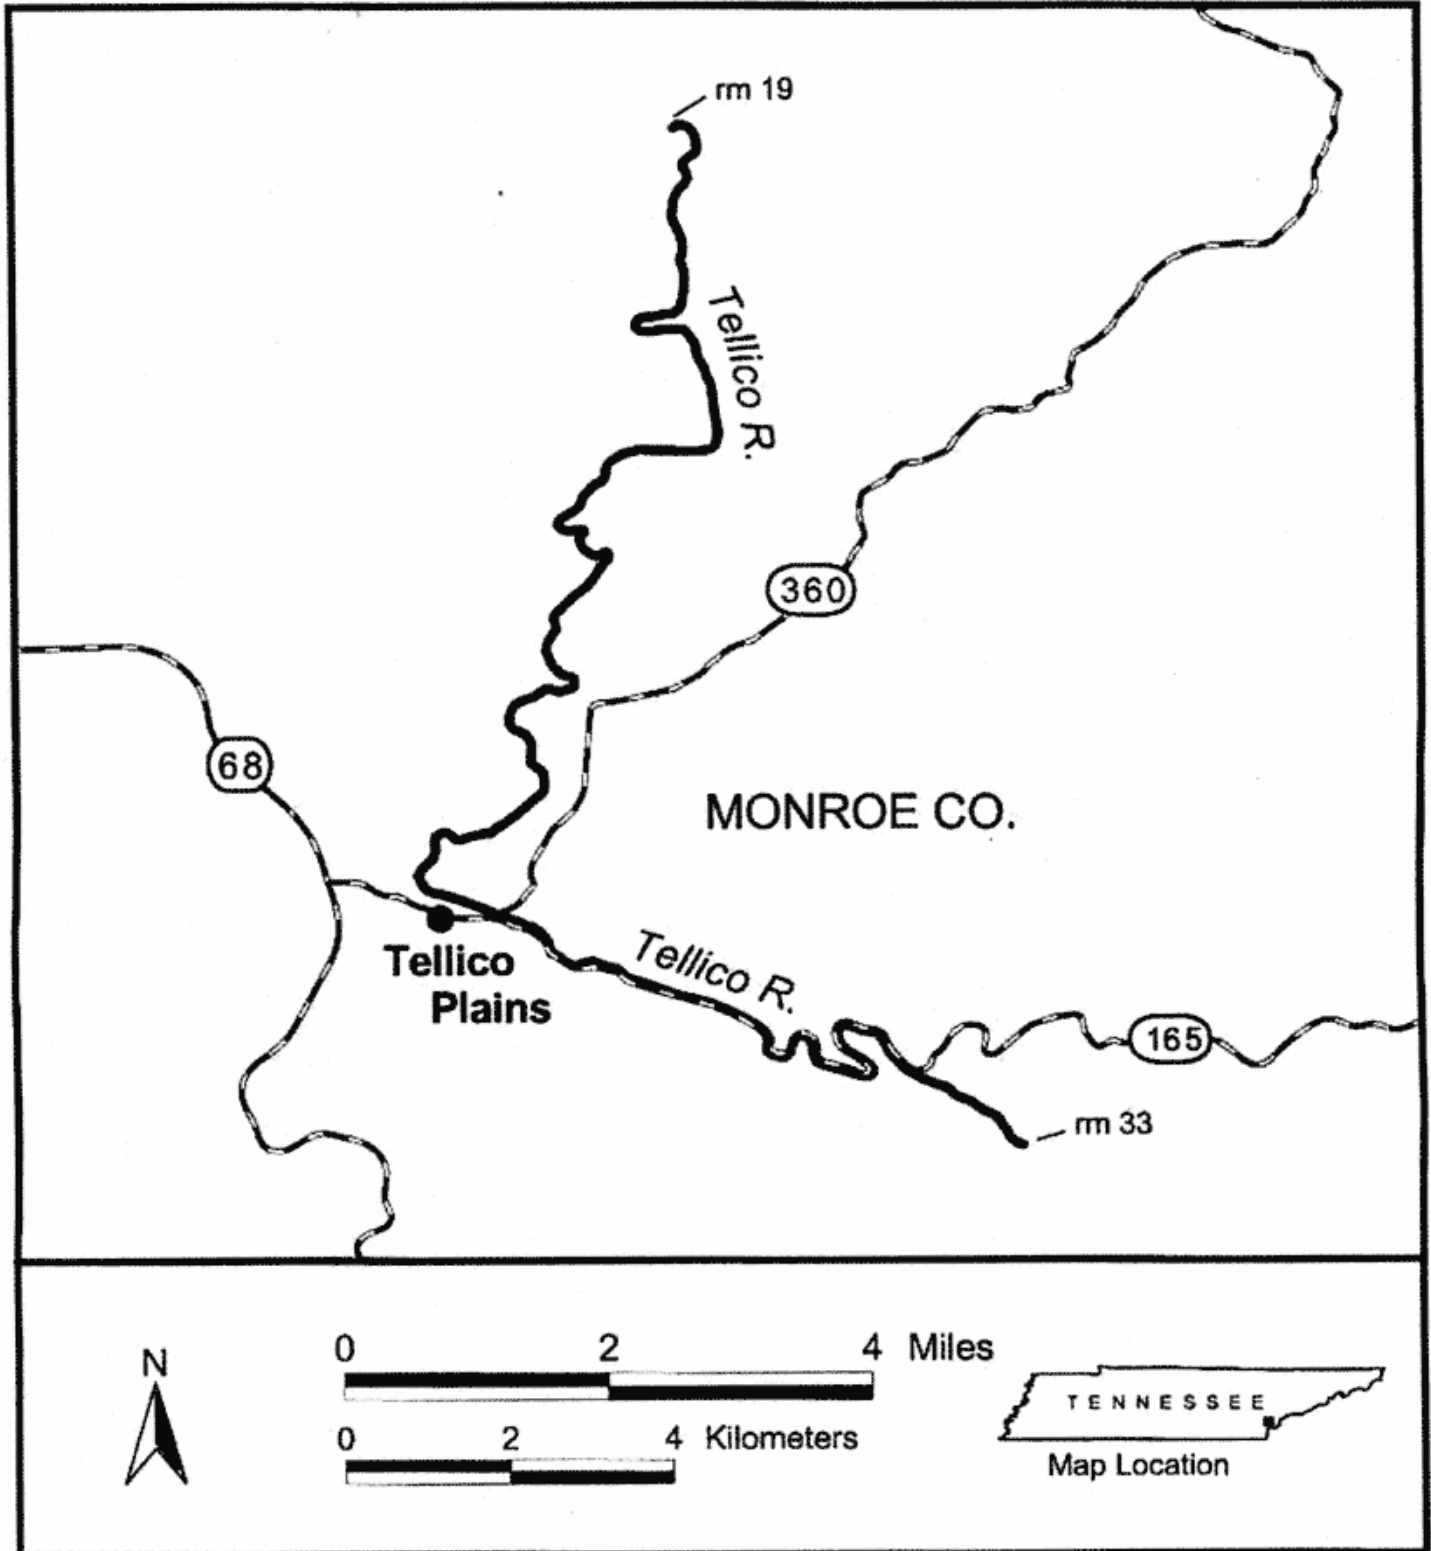 rm 19
Tellico R.
360
68
MONROE CO.
Tellico
Plains
Tellico R.
165
rm 33
N
0 2 4 Miles
0 2 4 Kilometers
TENNESSEE
Map Location